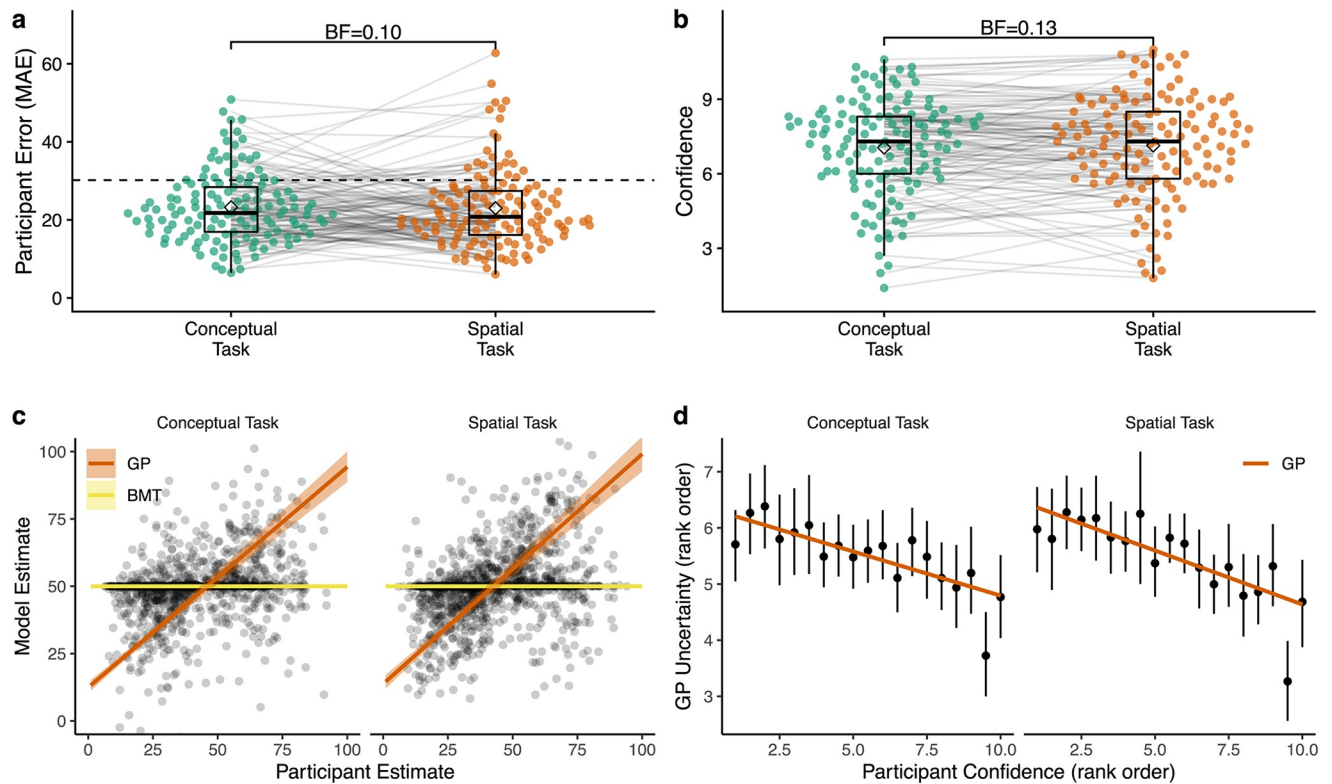 a
BF=0.10
Participant Error (MAE)
60
40
20
0
Conceptual
Task
Spatial
Task
b
BF=0.13
Confidence
9
6
3
Conceptual
Task
Spatial
Task
c
Conceptual Task
Spatial Task
GP
BMT
Model Estimate
100
75
50
25
0
0 25 50 75 100
0 25 50 75 100
Participant Estimate
d
Conceptual Task
Spatial Task
GP
GP Uncertainty (rank order)
7
6
5
4
3
2.5 5.0 7.5 10.0
2.5 5.0 7.5 10.0
Participant Confidence (rank order)